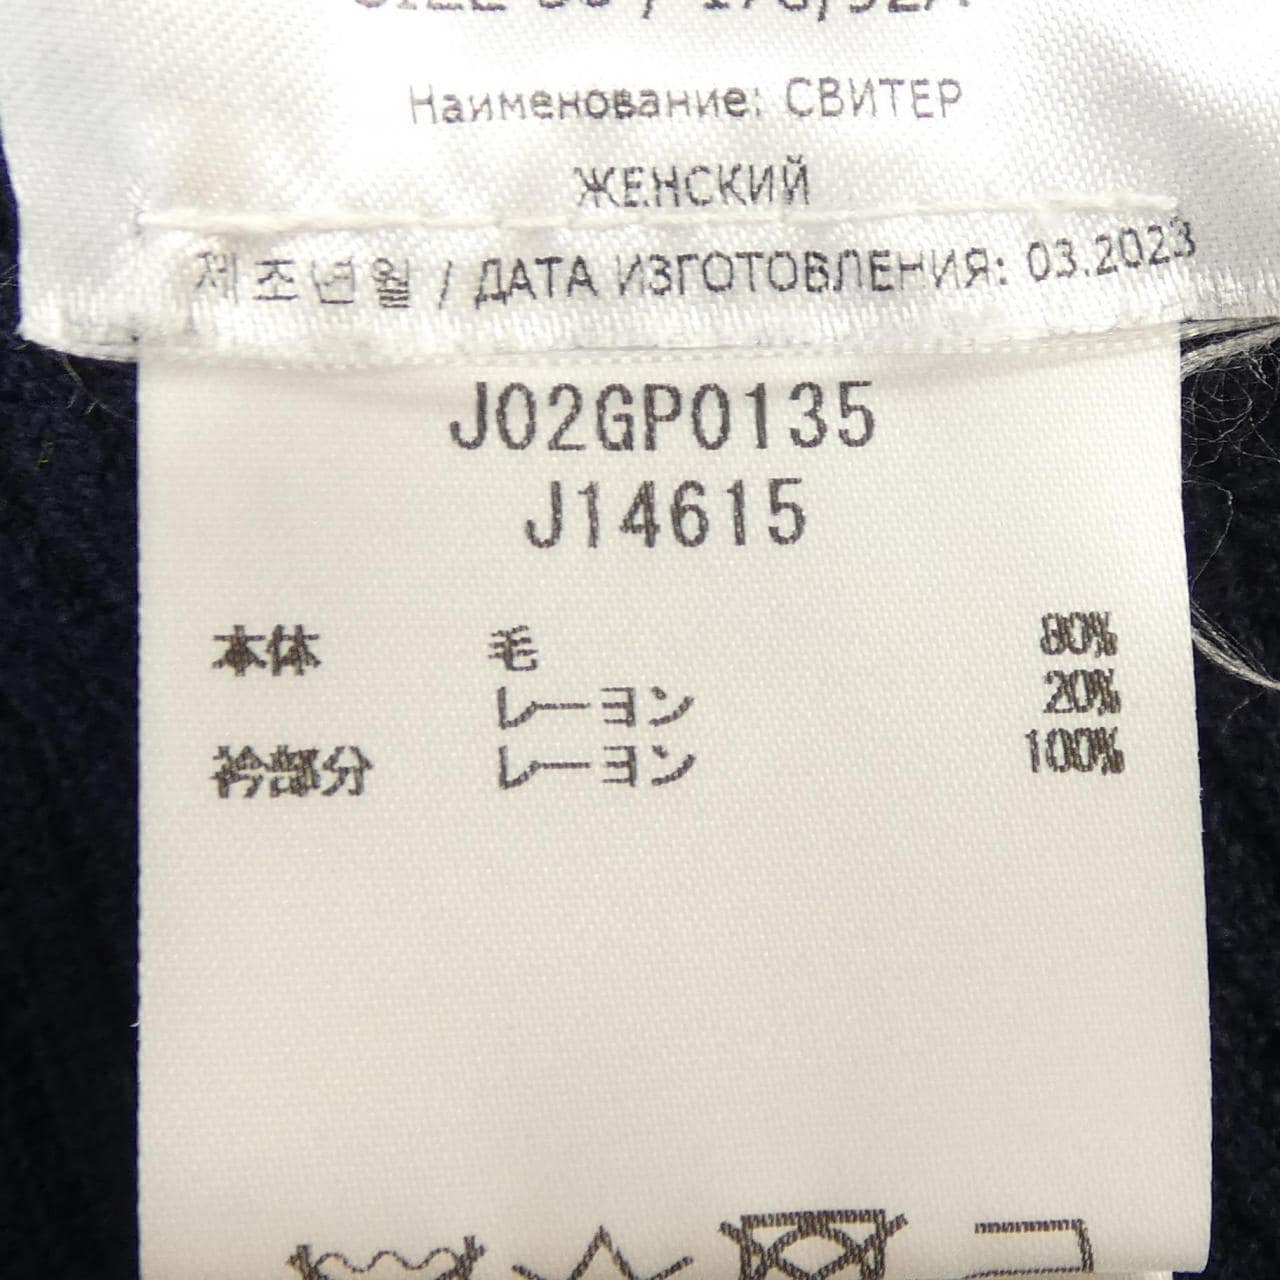 Наименование: СВИТЕР
ЖЕНСКИЙ
제조년월 / ДАТА ИЗГОТОВЛЕНИЯ: 03.2023
J02GP0135
J14615
本体 毛 80%
レーヨン 20%
衿部分 レーヨン 100%